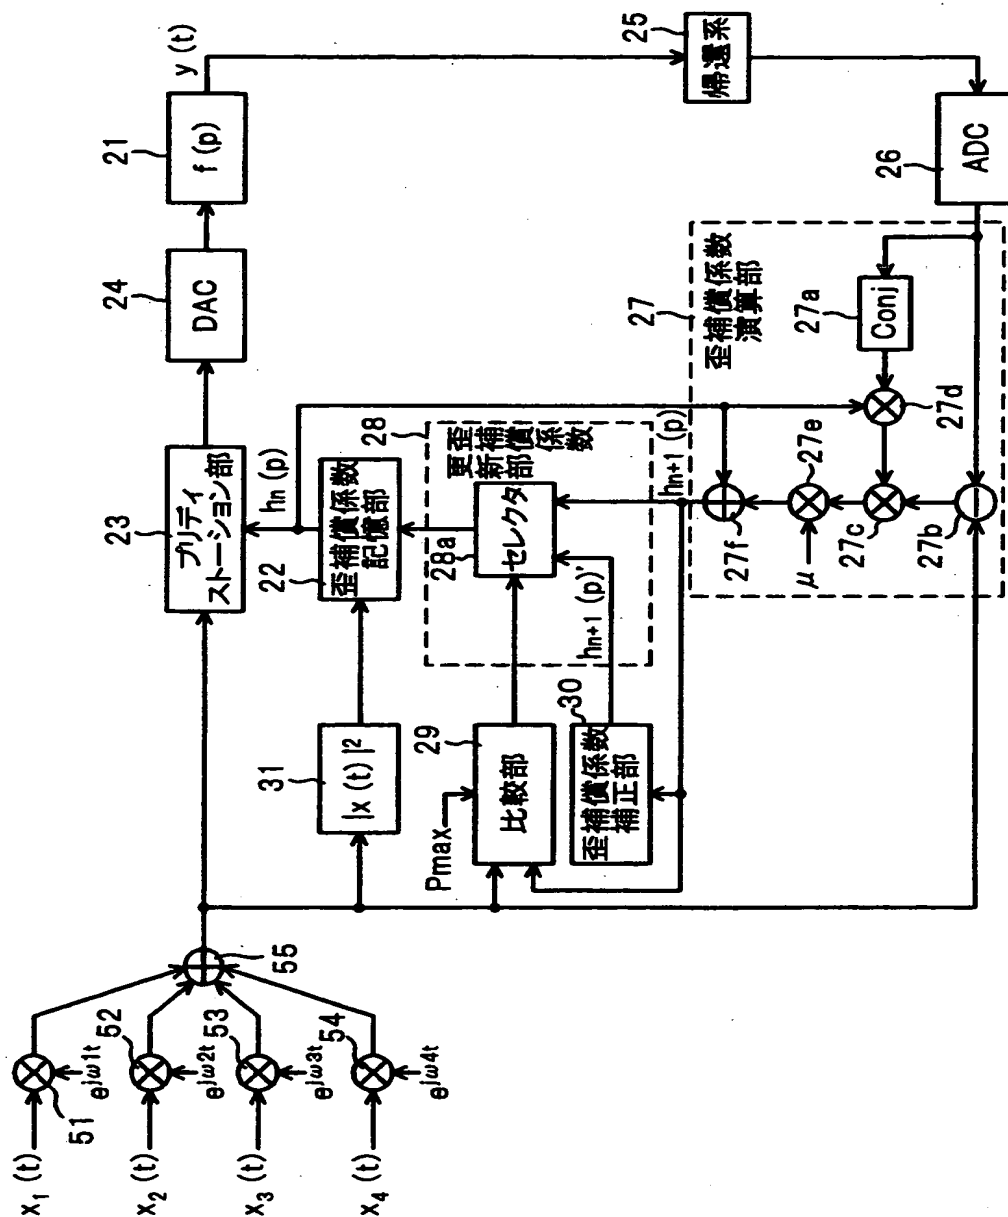 x₁(t)
51
e^jω1t
x₂(t)
52
e^jω2t
x₃(t)
53
e^jω3t
x₄(t)
54
e^jω4t
55
23
プリディ
ストーション部
24
DAC
21
f(p)
y(t)
31
|x(t)|²
22
歪補償係数
記憶部
hn(p)
25
帰還系
Pmax
29
比較部
28
歪補償係数
更新部
28a
セレクタ
30
歪補償係数
補正部
hn+1(p)'
hn+1(p)
27
歪補償係数
演算部
27a
Conj
27b
27c
27d
27e
27f
μ
26
ADC